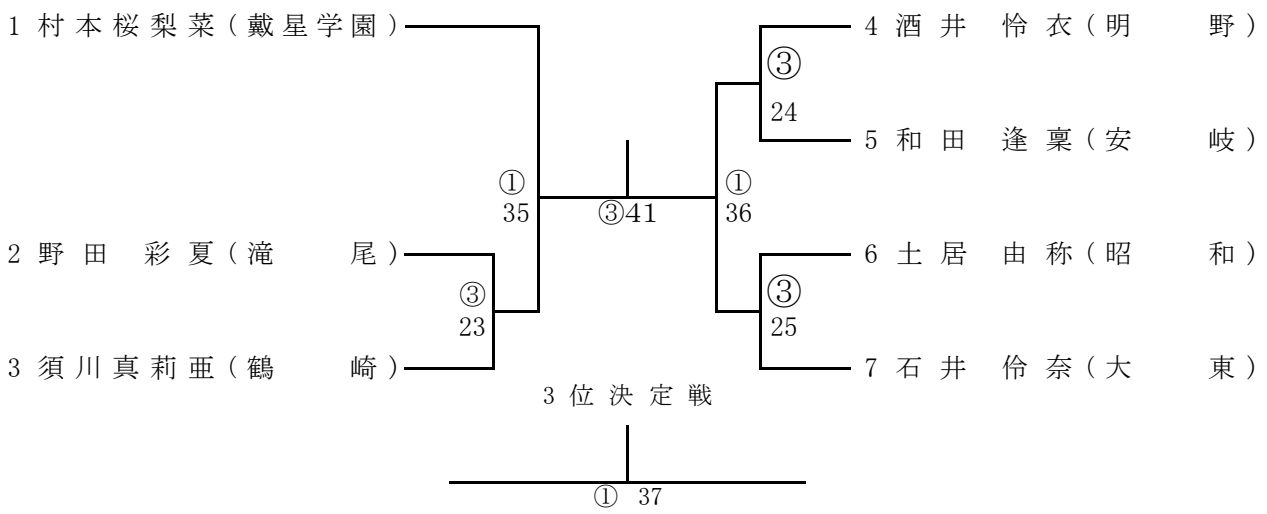 1 村本桜梨菜(戴星学園)
4 酒井 怜衣(明 野)
③
24
5 和田 逢稟(安 岐)
①
35
③41
①
36
2 野田 彩夏(滝 尾)
6 土居 由称(昭 和)
③
23
③
25
3 須川真莉亜(鶴 崎)
7 石井 伶奈(大 東)
3位決定戦
① 37